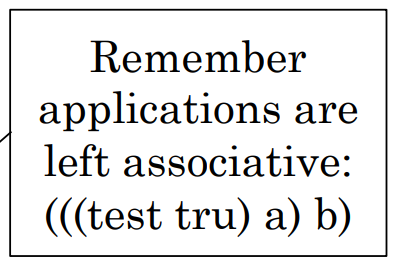 Remember
applications are
left associative:
(((test tru) a) b)